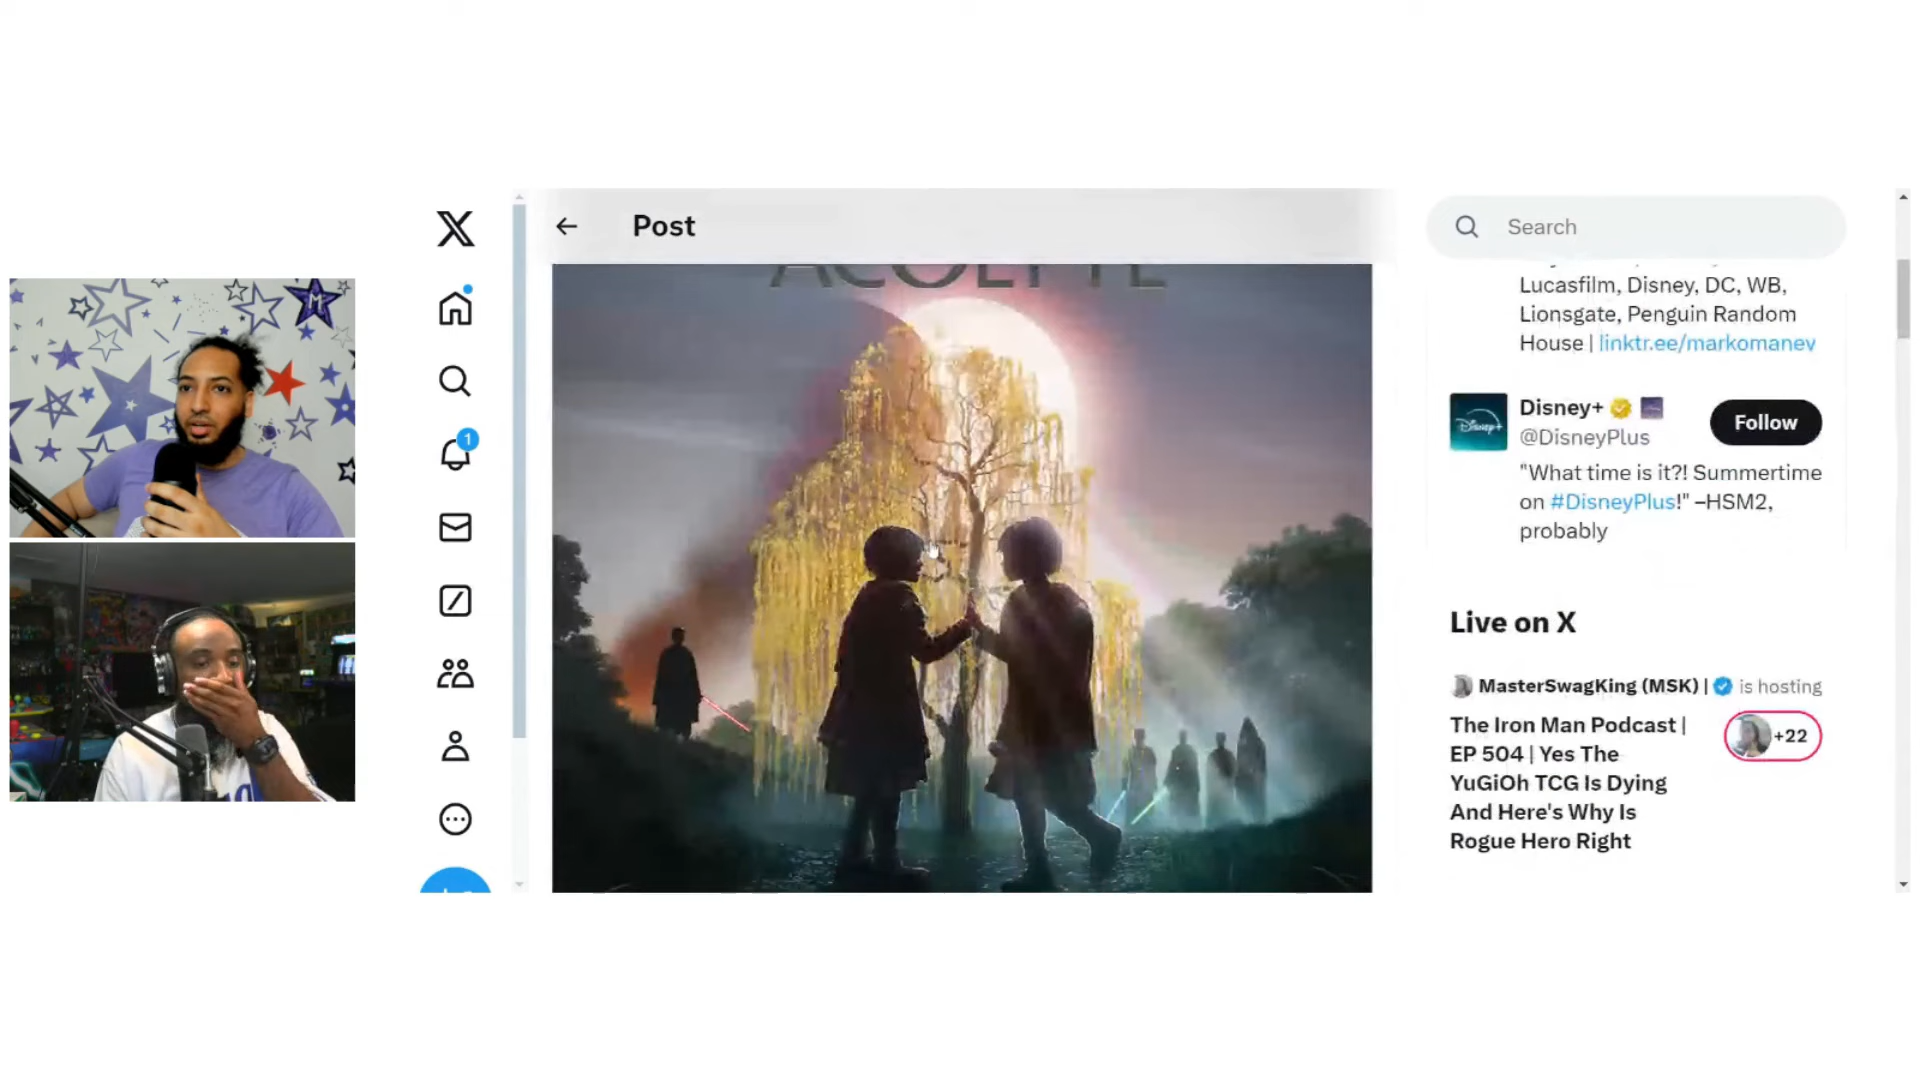 Post
ACOLYTE
1
Search
Lucasfilm, Disney, DC, WB,
Lionsgate, Penguin Random
House | linktr.ee/markomanev
Disney+
@DisneyPlus
Follow
"What time is it?! Summertime
on #DisneyPlus!" –HSM2,
probably
Live on X
MasterSwagKing (MSK) | is hosting
The Iron Man Podcast |
EP 504 | Yes The
YuGiOh TCG Is Dying
And Here's Why Is
Rogue Hero Right
+22
Disney+
M